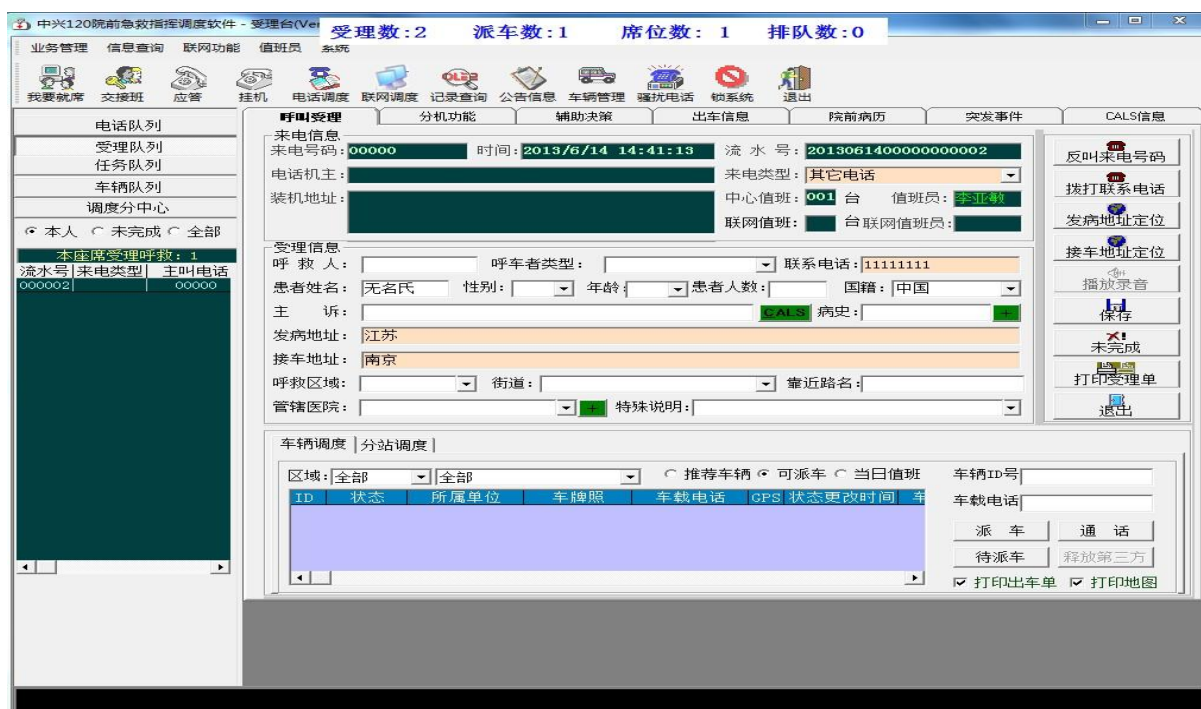 中兴120院前急救指挥调度软件 - 受理台(Ve
受理数:2 派车数:1 席位数: 1 排队数:0
业务管理 信息查询 联网功能 值班员 系统
我要就席 交接班 应答 挂机 电话调度 联网调度 记录查询 公告信息 车辆管理 骚扰电话 锁系统 退出
电话队列
受理队列
任务队列
车辆队列
调度分中心
本人 未完成 全部
本座席受理呼救: 1
流水号 来电类型 主叫电话
000002 00000
呼叫受理 分机功能 辅助决策 出车信息 院前病历 突发事件 CALS信息
来电信息
来电号码: 00000 时间: 2013/6/14 14:41:13 流 水 号: 2013061400000000002
电话机主: 来电类型: 其它电话
装机地址: 中心值班: 001 台 值班员: 李亚敏
联网值班: 台 联网值班员:
受理信息
呼 救 人: 呼车者类型: 联系电话: 11111111
患者姓名: 无名氏 性别: 年龄: 患者人数: 国籍: 中国
主 诉: CALS 病史: +
发病地址: 江苏
接车地址: 南京
呼救区域: 街道: 靠近路名:
管辖医院: + 特殊说明:
反叫来电号码
拨打联系电话
发病地址定位
接车地址定位
播放录音
保存
未完成
打印受理单
退出
车辆调度 分站调度
区域: 全部 全部 推荐车辆 可派车 当日值班 车辆ID号
ID 状态 所属单位 车牌照 车载电话 GPS 状态更改时间 车
车载电话
派 车 通 话
待派车 释放第三方
打印出车单 打印地图